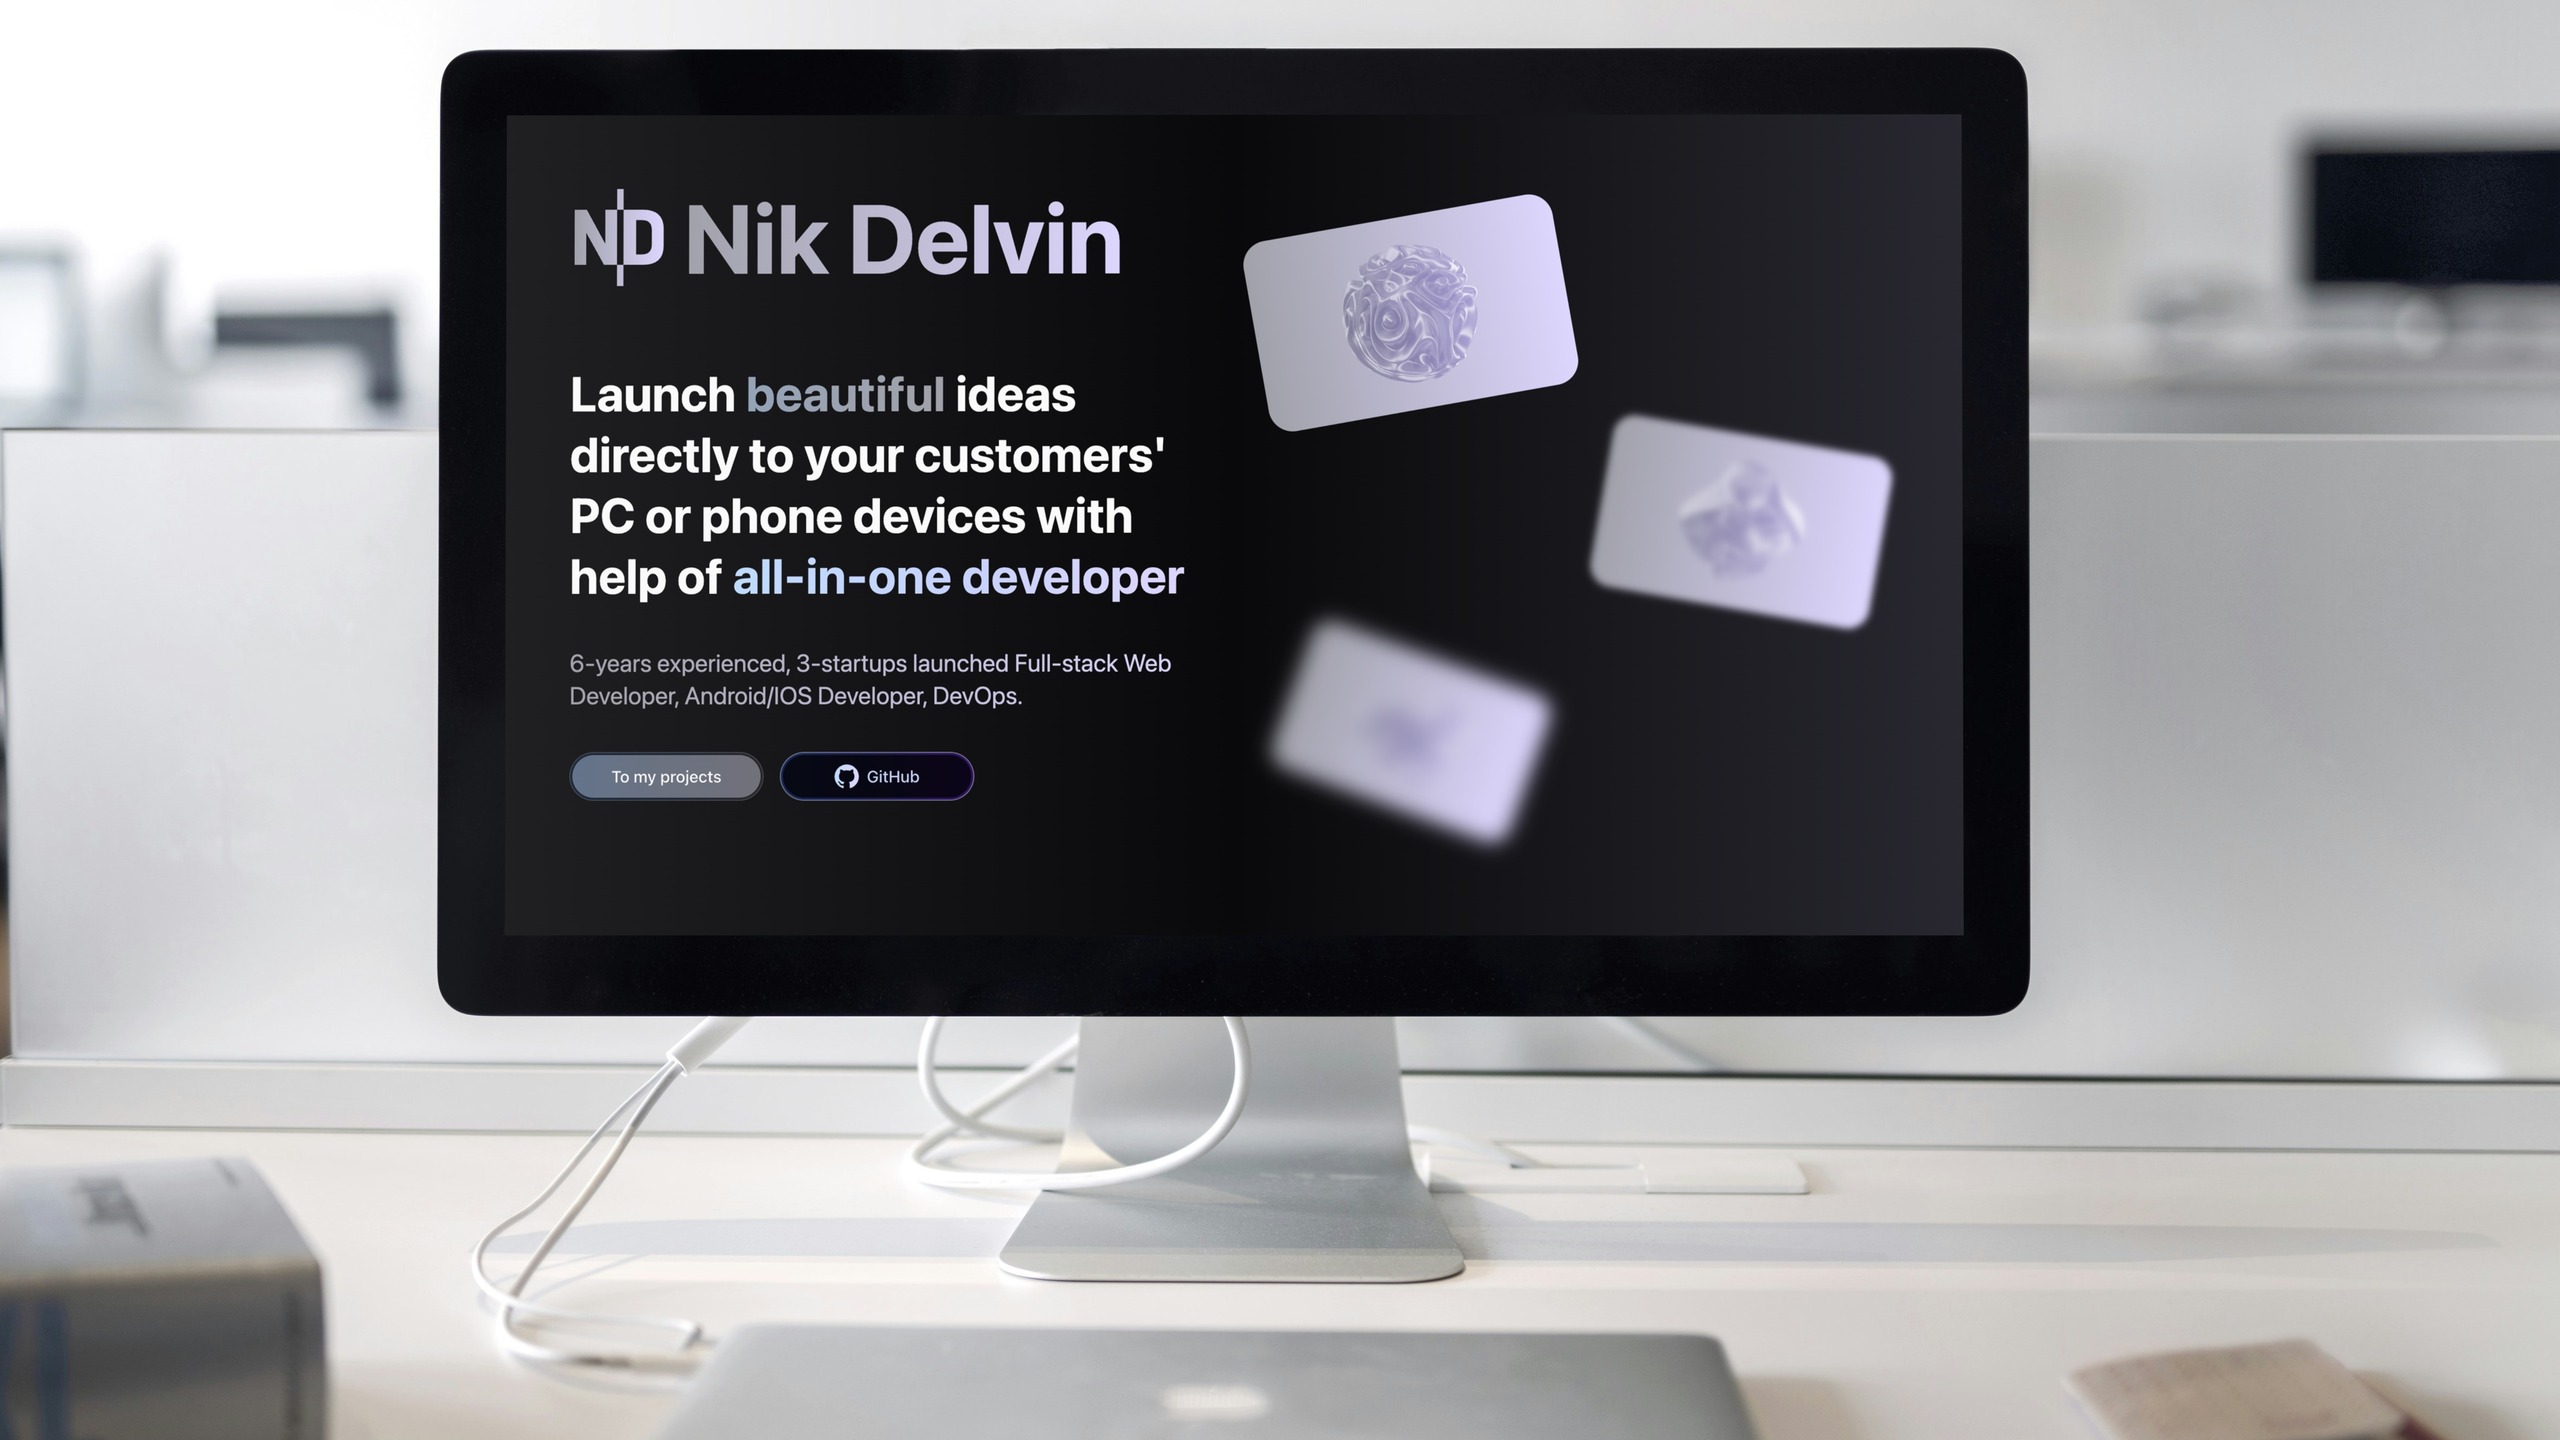 ND Nik Delvin
Launch beautiful ideas
directly to your customers'
PC or phone devices with
help of all-in-one developer
6-years experienced, 3-startups launched Full-stack Web
Developer, Android/IOS Developer, DevOps.
To my projects
GitHub